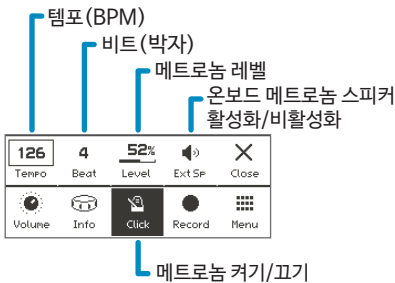 템포(BPM)
비트(박자)
메트로놈 레벨
온보드 메트로놈 스피커
활성화/비활성화
126 4 52% 
Tempo Beat Level Ext SP Close
Volume Info Click Record Menu
메트로놈 켜기/끄기